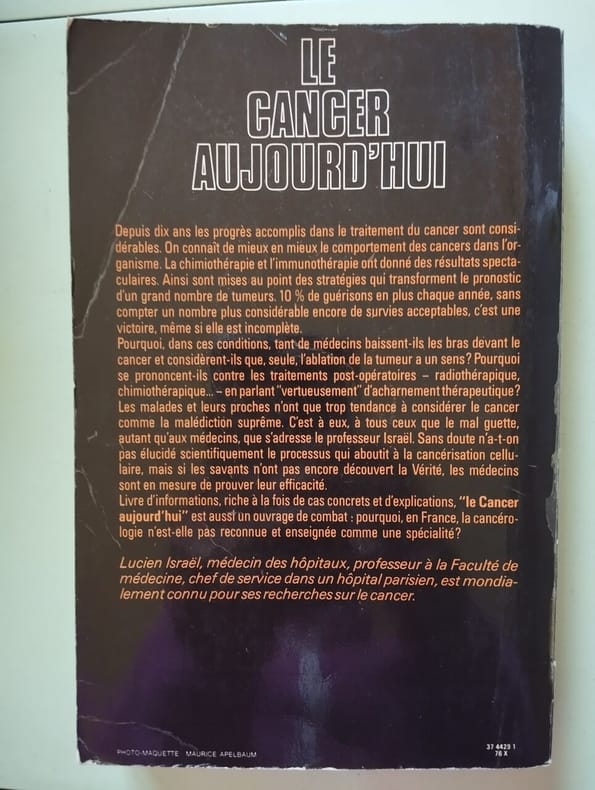 LE
CANCER
AUJOURD'HUI
Depuis dix ans les progrès accomplis dans le traitement du cancer sont consi-
dérables. On connaît de mieux en mieux le comportement des cancers dans l'or-
ganisme. La chimiothérapie et l'immunothérapie ont donné des résultats specta-
culaires. Ainsi sont mises au point des stratégies qui transforment le pronostic
d'un grand nombre de tumeurs. 10 % de guérisons en plus chaque année, sans
compter un nombre plus considérable encore de survies acceptables, c'est une
victoire, même si elle est incomplète.
Pourquoi, dans ces conditions, tant de médecins baissent-ils les bras devant le
cancer et considèrent-ils que, seule, l'ablation de la tumeur a un sens? Pourquoi
se prononcent-ils contre les traitements post-opératoires – radiothérapique,
chimiothérapique... – en parlant "vertueusement" d'acharnement thérapeutique?
Les malades et leurs proches n'ont que trop tendance à considérer le cancer
comme la malédiction suprême. C'est à eux, à tous ceux que le mal guette,
autant qu'aux médecins, que s'adresse le professeur Israël. Sans doute n'a-t-on
pas élucidé scientifiquement le processus qui aboutit à la cancérisation cellu-
laire, mais si les savants n'ont pas encore découvert la Vérité, les médecins
sont en mesure de prouver leur efficacité.
Livre d'informations, riche à la fois de cas concrets et d'explications, "le Cancer
aujourd'hui" est aussi un ouvrage de combat : pourquoi, en France, la cancéro-
logie n'est-elle pas reconnue et enseignée comme une spécialité?
Lucien Israël, médecin des hôpitaux, professeur à la Faculté de
médecine, chef de service dans un hôpital parisien, est mondia-
lement connu pour ses recherches sur le cancer.
PHOTO-MAQUETTE MAURICE APELBAUM
37 4429 1
76 X